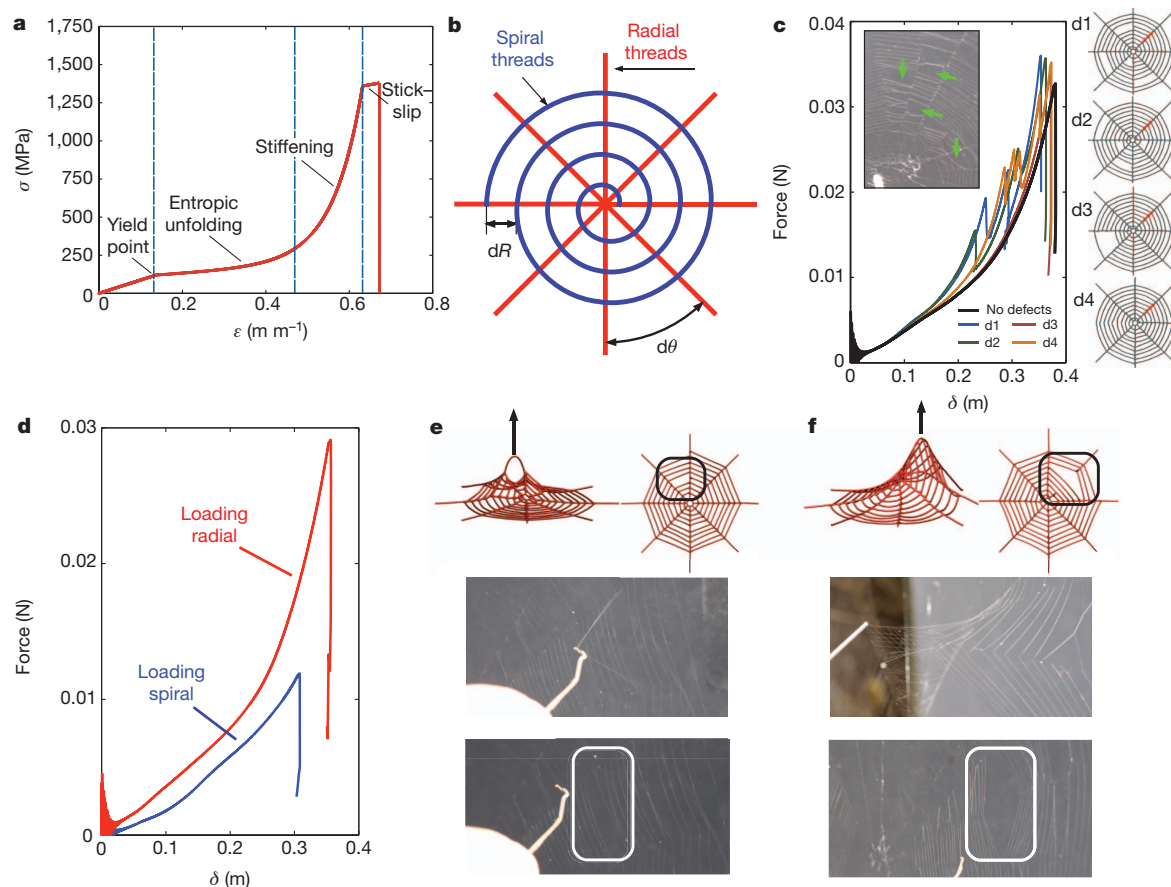 a
1,750
1,500
1,250
1,000
750
500
250
0
σ (MPa)
Yield
point
Entropic
unfolding
Stiffening
Stick–
slip
0
0.2
0.4
0.6
0.8
ε (m m⁻¹)
b
Spiral
threads
Radial
threads
dR
dθ
c
0.04
0.03
0.02
0.01
0
Force (N)
No defects
d1
d3
d2
d4
0
0.1
0.2
0.3
0.4
δ (m)
d1
d2
d3
d4
d
0.03
0.02
0.01
0
Force (N)
Loading
radial
Loading
spiral
0
0.1
0.2
0.3
0.4
δ (m)
e
f